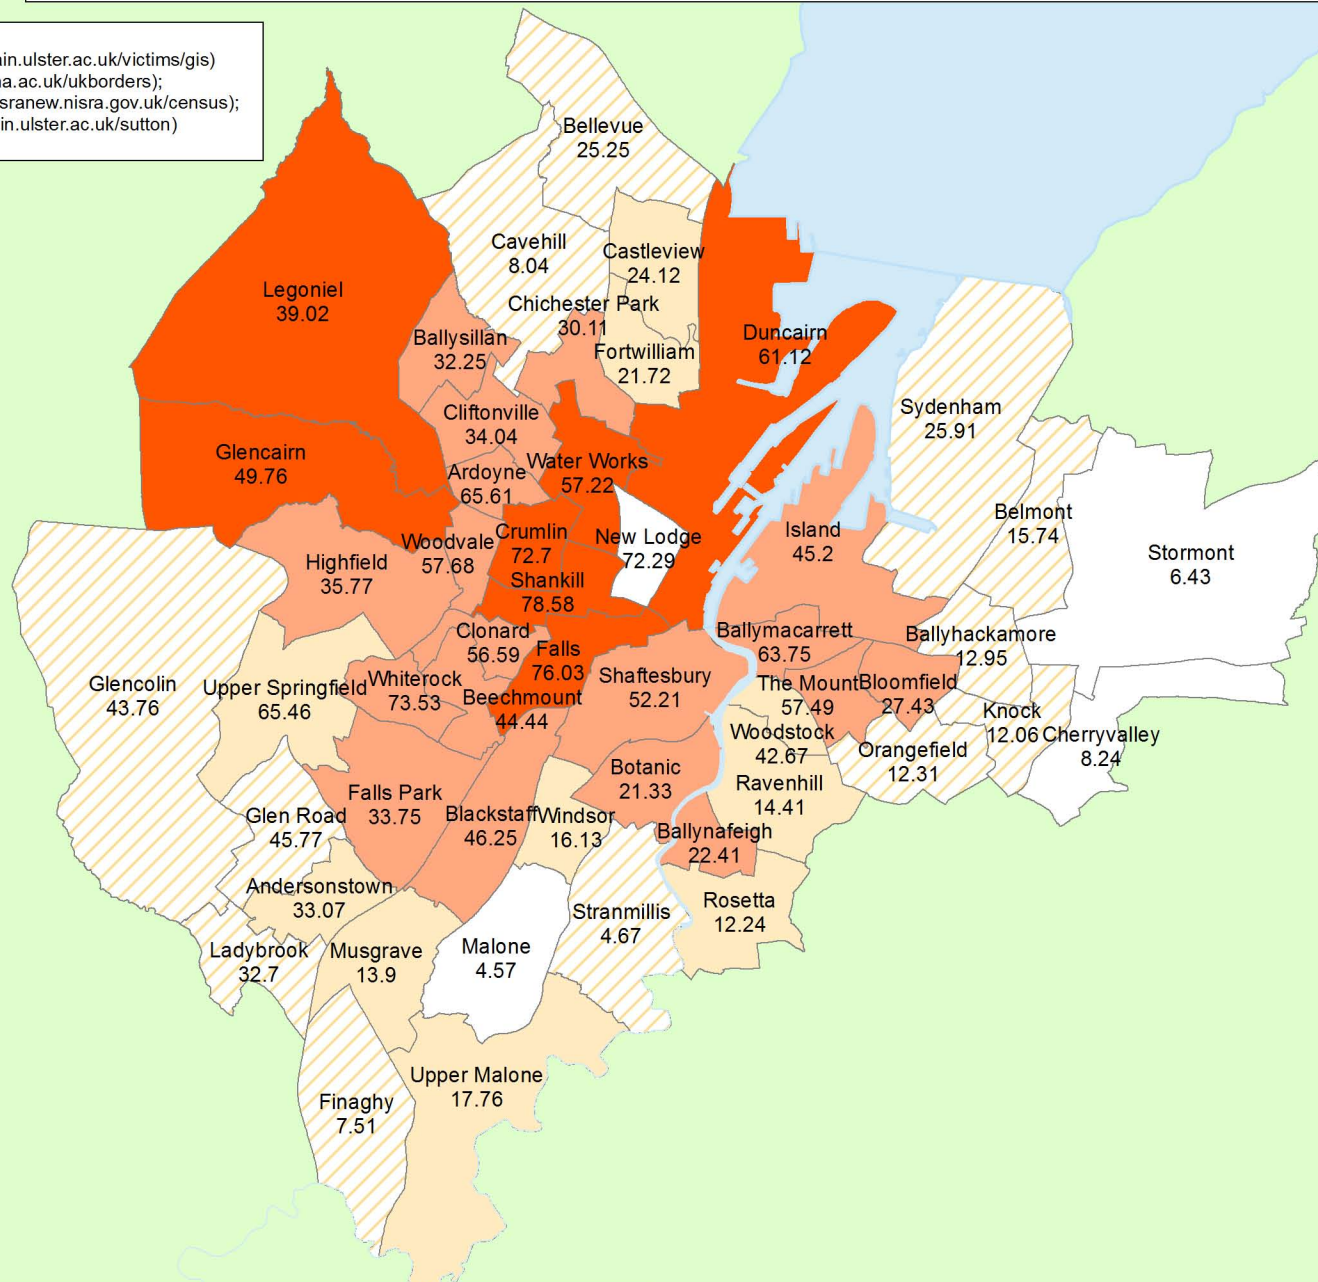 ain.ulster.ac.uk/victims/gis)
na.ac.uk/ukborders);
sranew.nisra.gov.uk/census);
in.ulster.ac.uk/sutton)
Bellevue
25.25
Cavehill
8.04
Castleview
24.12
Legoniel
39.02
Chichester Park
30.11
Ballysillan
32.25
Fortwilliam
21.72
Duncairn
61.12
Sydenham
25.91
Cliftonville
34.04
Glencairn
49.76
Ardoyne
65.61
Water Works
57.22
Belmont
15.74
Stormont
6.43
Island
45.2
Crumlin
72.7
New Lodge
72.29
Woodvale
57.68
Highfield
35.77
Shankill
78.58
Clonard
56.59
Falls
76.03
Ballymacarrett
63.75
Ballyhackamore
12.95
Glencolin
43.76
Upper Springfield
65.46
Whiterock
73.53
Beechmount
44.44
Shaftesbury
52.21
The Mount
57.49
Bloomfield
27.43
Knock
12.06
Cherryvalley
8.24
Woodstock
42.67
Orangefield
12.31
Botanic
21.33
Ravenhill
14.41
Falls Park
33.75
Glen Road
45.77
Blackstaff
46.25
Windsor
16.13
Ballynafeigh
22.41
Andersonstown
33.07
Rosetta
12.24
Stranmillis
4.67
Ladybrook
32.7
Musgrave
13.9
Malone
4.57
Upper Malone
17.76
Finaghy
7.51